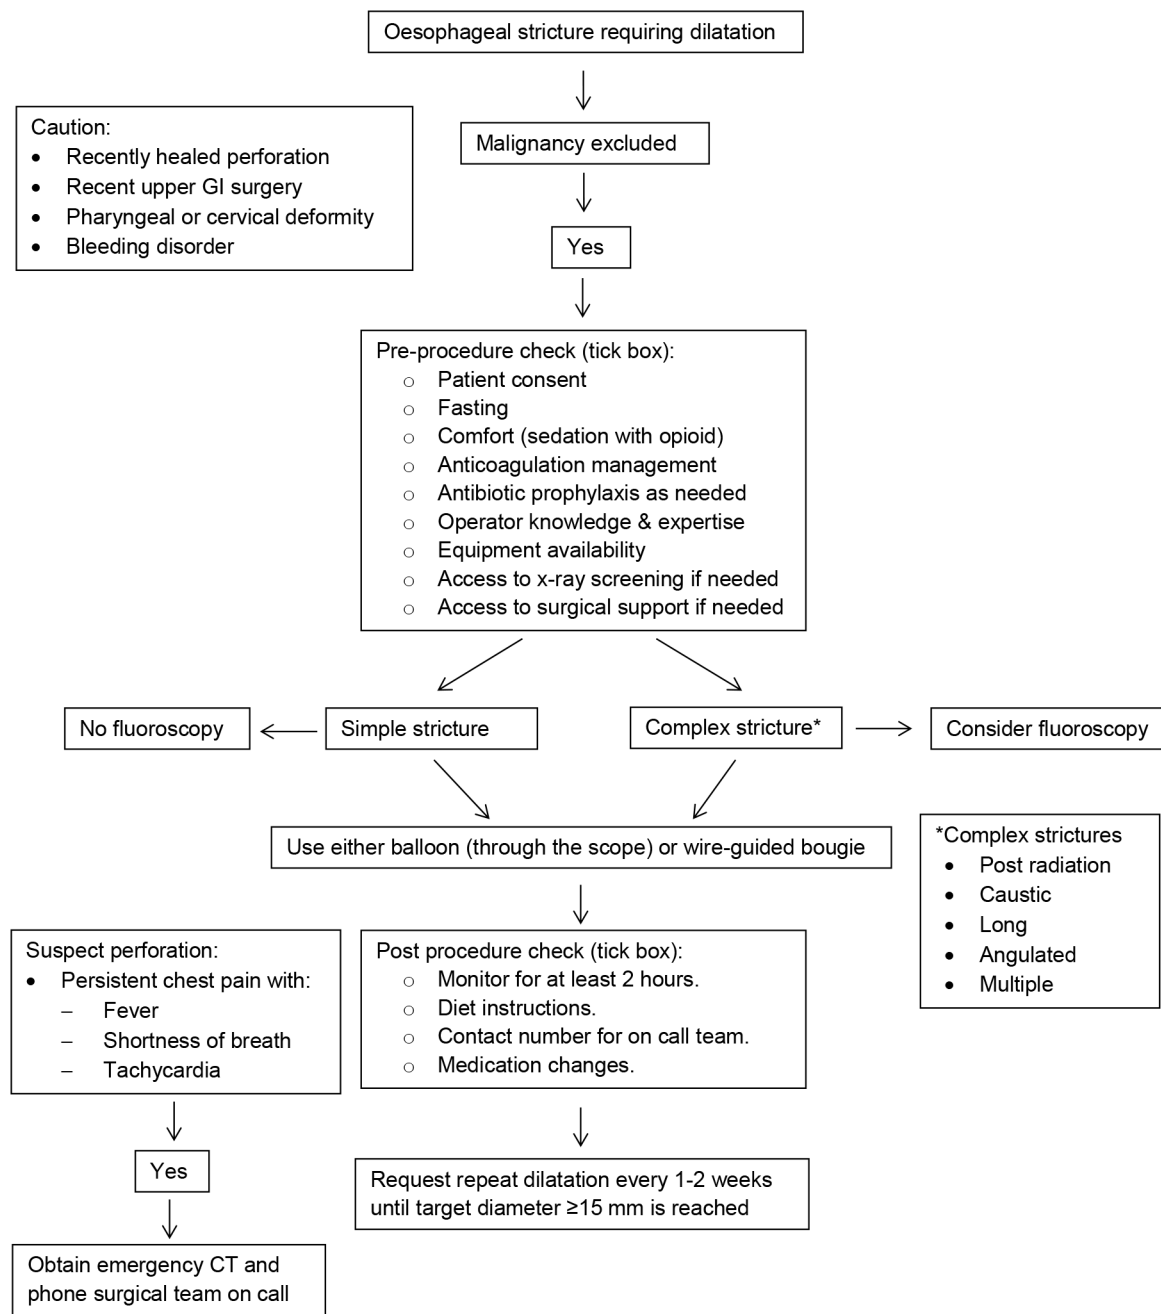 Oesophageal stricture requiring dilatation
Caution:
• Recently healed perforation
• Recent upper GI surgery
• Pharyngeal or cervical deformity
• Bleeding disorder
Malignancy excluded
Yes
Pre-procedure check (tick box):
○ Patient consent
○ Fasting
○ Comfort (sedation with opioid)
○ Anticoagulation management
○ Antibiotic prophylaxis as needed
○ Operator knowledge & expertise
○ Equipment availability
○ Access to x-ray screening if needed
○ Access to surgical support if needed
No fluoroscopy
Simple stricture
Complex stricture*
Consider fluoroscopy
Use either balloon (through the scope) or wire-guided bougie
*Complex strictures
• Post radiation
• Caustic
• Long
• Angulated
• Multiple
Suspect perforation:
• Persistent chest pain with:
– Fever
– Shortness of breath
– Tachycardia
Yes
Obtain emergency CT and
phone surgical team on call
Post procedure check (tick box):
○ Monitor for at least 2 hours.
○ Diet instructions.
○ Contact number for on call team.
○ Medication changes.
Request repeat dilatation every 1-2 weeks
until target diameter ≥15 mm is reached